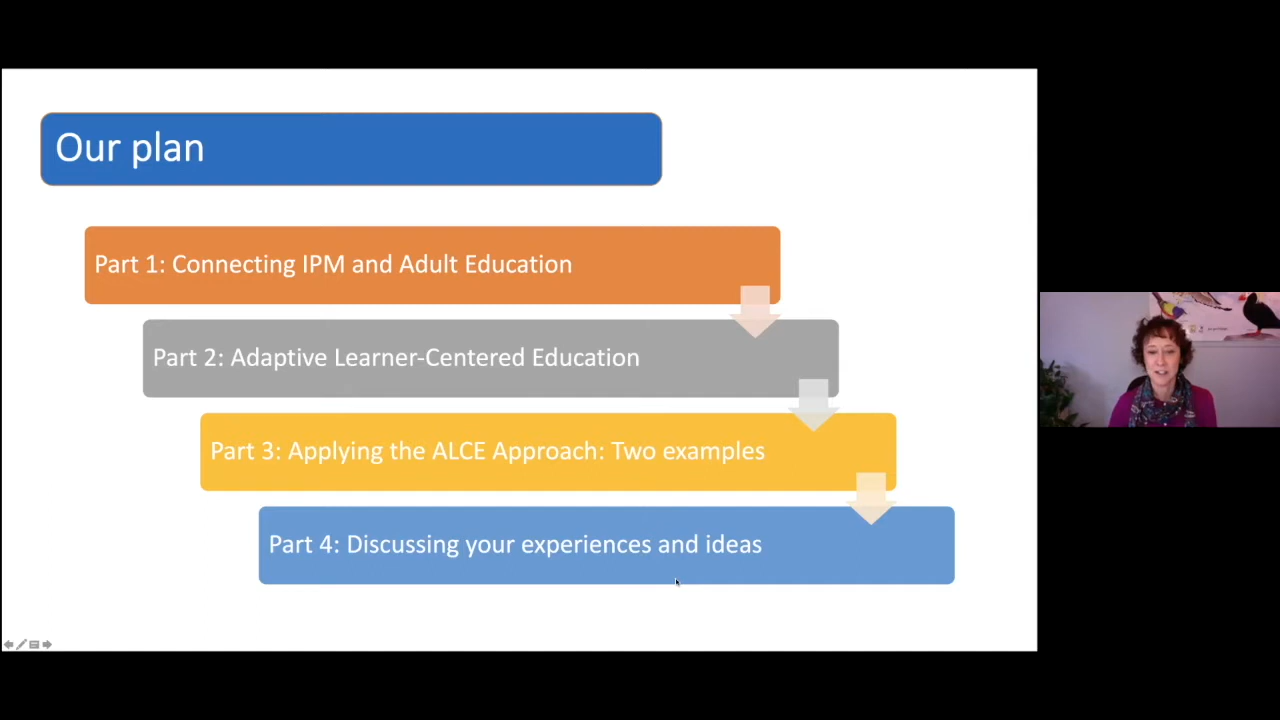 Our plan
Part 1: Connecting IPM and Adult Education
Part 2: Adaptive Learner-Centered Education
Part 3: Applying the ALCE Approach: Two examples
Part 4: Discussing your experiences and ideas